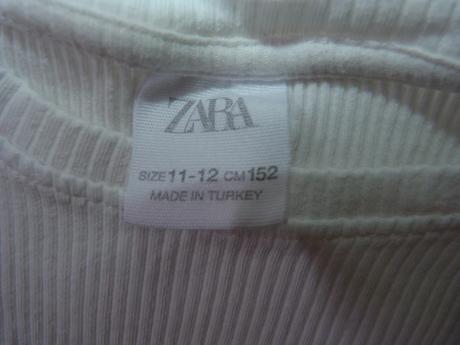 ZARA
SIZE 11-12 CM 152
MADE IN TURKEY